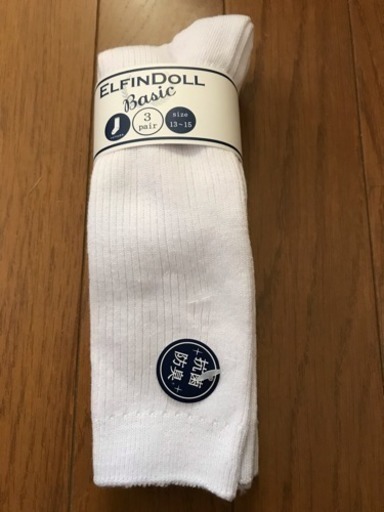 ELFINDOLL
Basic
3
pair
size
13-15
抗菌
防臭